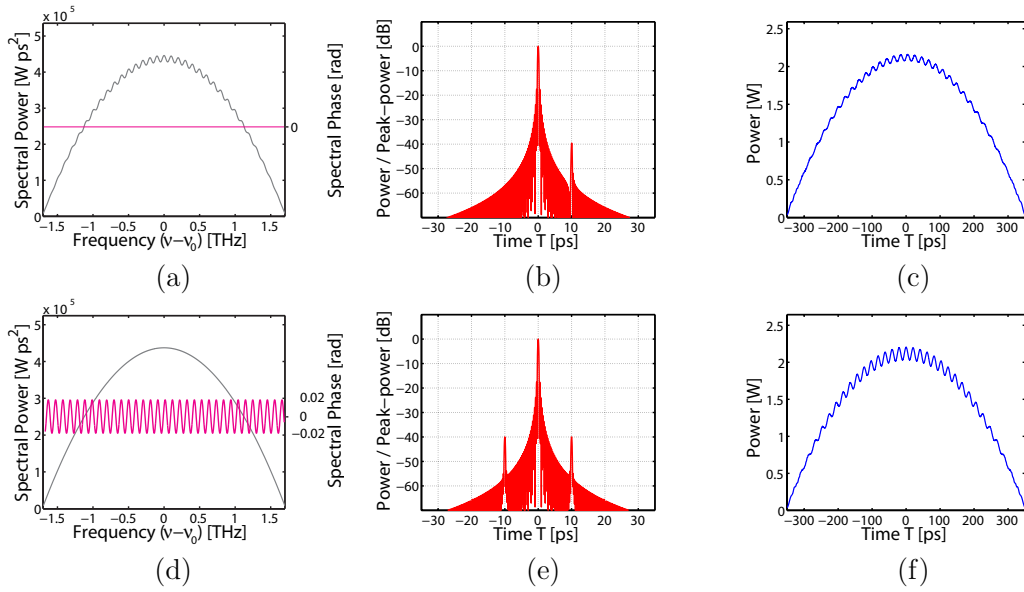 x 10 5
5
4
3
2
1
0
Spectral Power [W ps2]
0
Spectral Phase [rad]
−1.5 −1 −0.5 0 0.5 1 1.5
Frequency (ν−ν0) [THz]
(a)
0
−10
−20
−30
−40
−50
−60
Power / Peak−power [dB]
−30 −20 −10 0 10 20 30
Time T [ps]
(b)
2.5
2
1.5
1
0.5
0
Power [W]
−300 −200 −100 0 100 200 300
Time T [ps]
(c)
x 10 5
5
4
3
2
1
0
Spectral Power [W ps2]
0.02
0
−0.02
Spectral Phase [rad]
−1.5 −1 −0.5 0 0.5 1 1.5
Frequency (ν−ν0) [THz]
(d)
0
−10
−20
−30
−40
−50
−60
Power / Peak−power [dB]
−30 −20 −10 0 10 20 30
Time T [ps]
(e)
2.5
2
1.5
1
0.5
0
Power [W]
−300 −200 −100 0 100 200 300
Time T [ps]
(f)